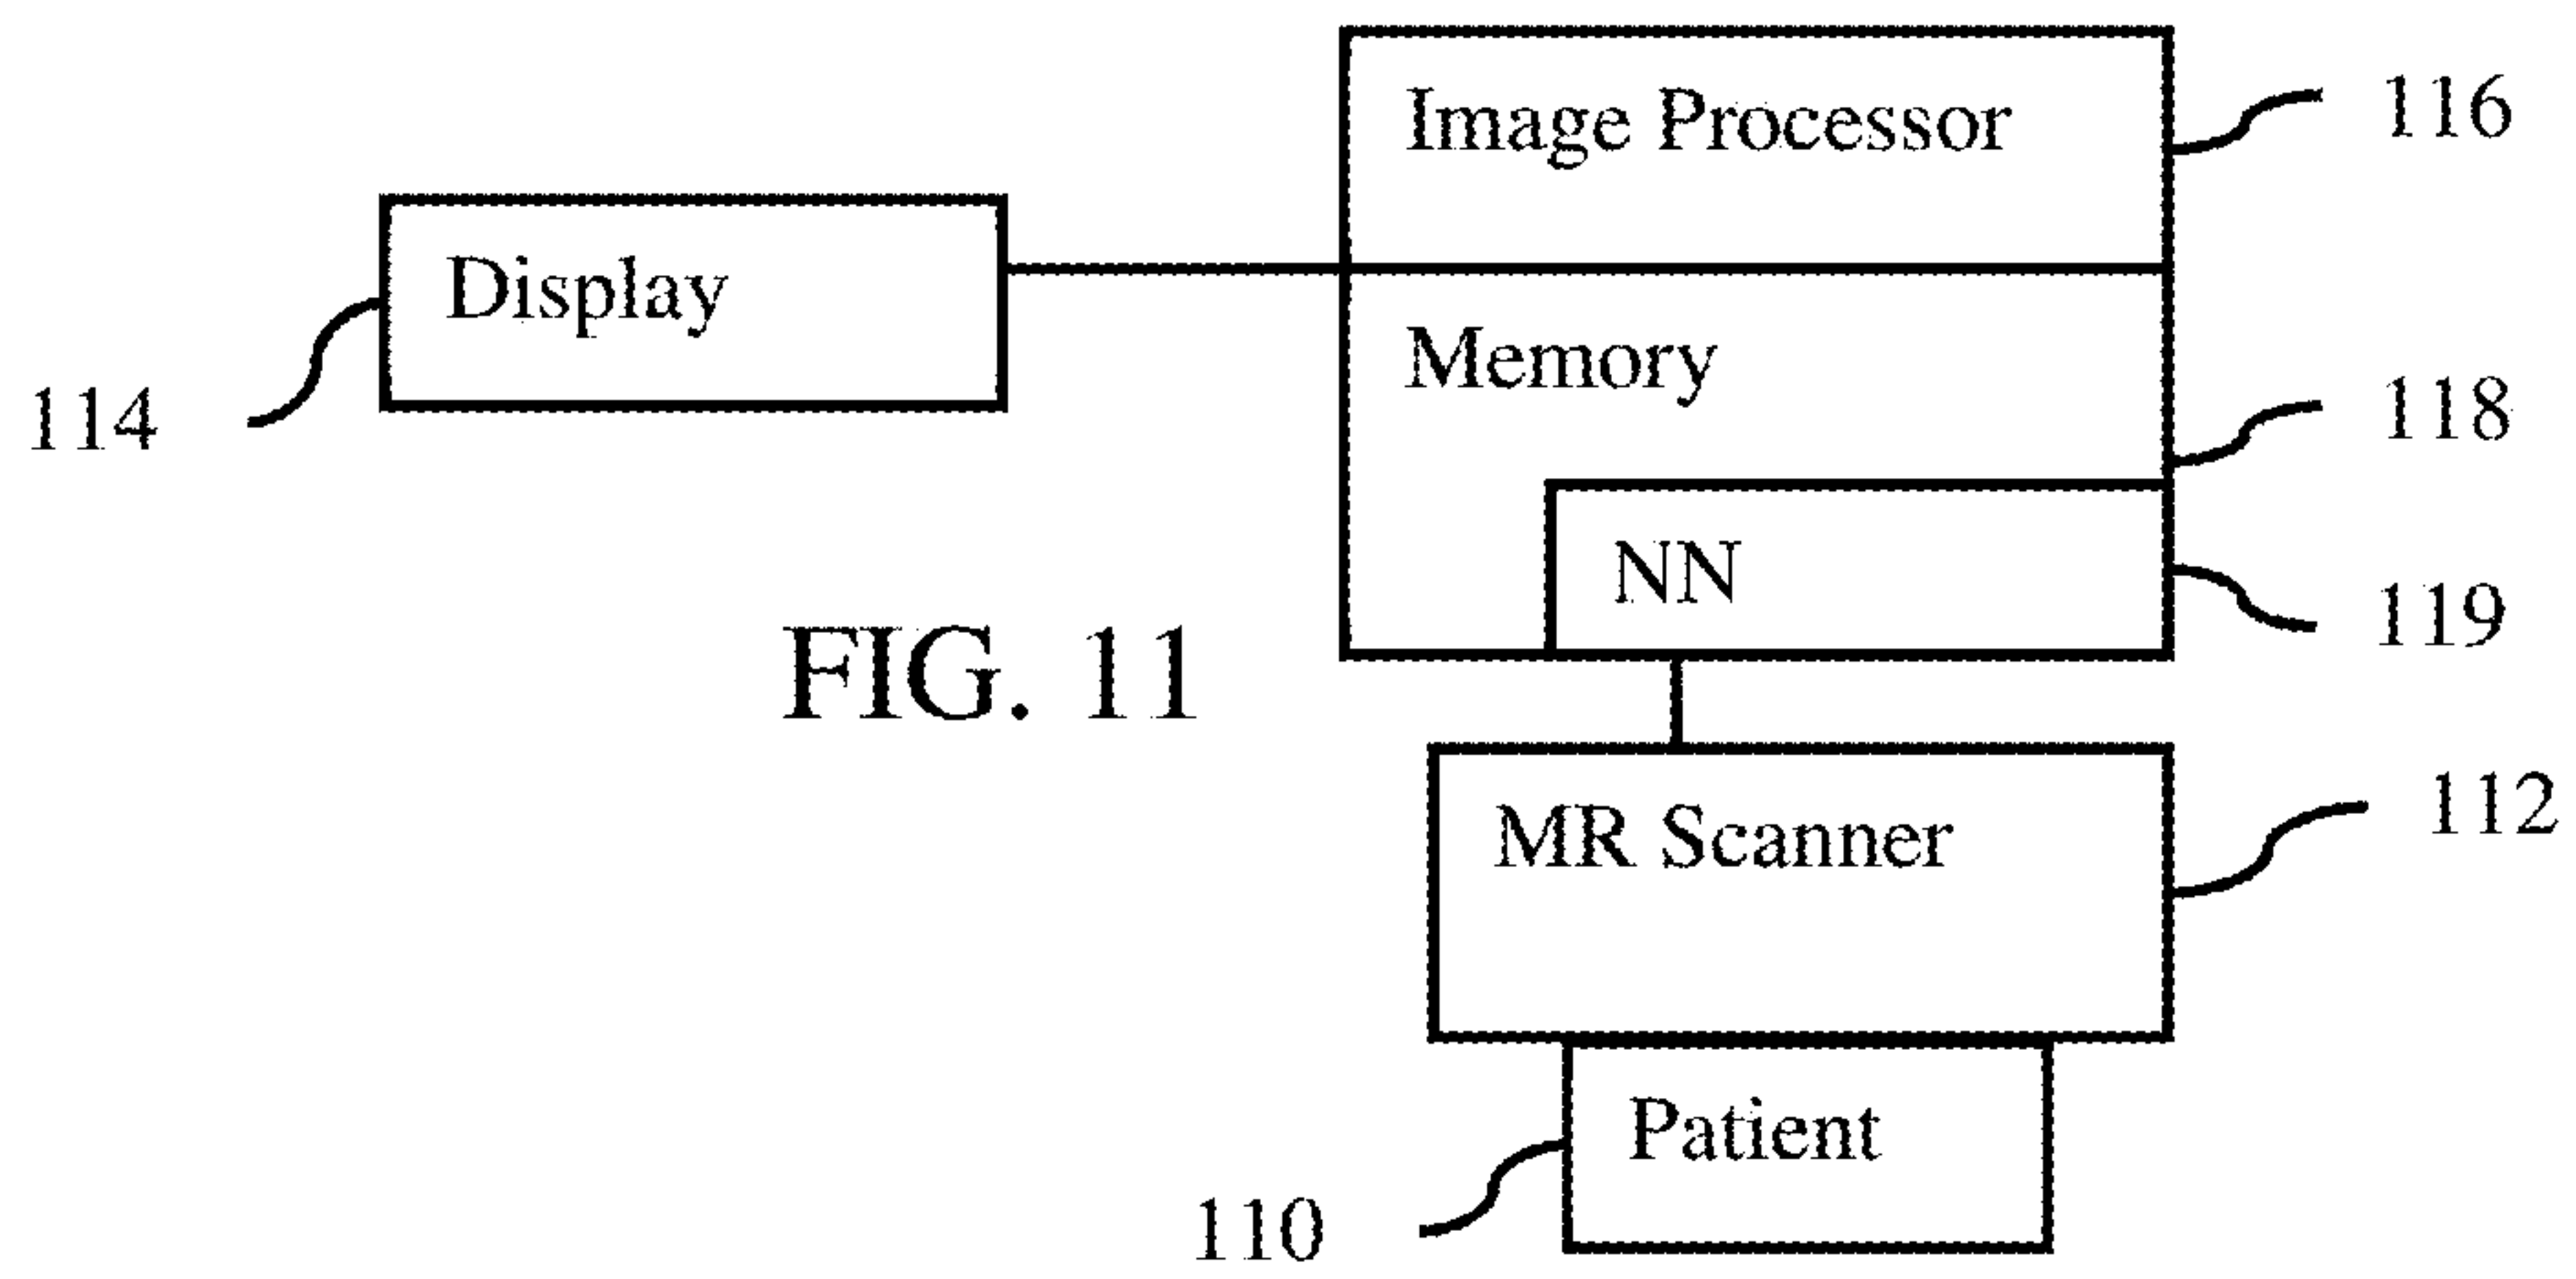 Image Processor
116
Display
114
Memory
118
NN
119
FIG. 11
MR Scanner
112
Patient
110